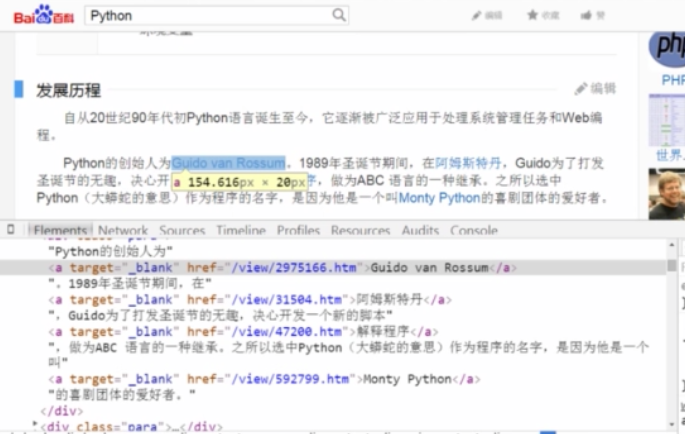 Bai 百科 Python 编辑 收藏 赞
发展历程 编辑
自从20世纪90年代初Python语言诞生至今，它逐渐被广泛应用于处理系统管理任务和Web编
程。
Python的创始人为Guido van Rossum。1989年圣诞节期间，在阿姆斯特丹，Guido为了打发
圣诞节的无趣，决心开 a 154.616px × 20px 序，做为ABC 语言的一种继承。之所以选中
Python（大蟒蛇的意思）作为程序的名字，是因为他是一个叫Monty Python的喜剧团体的爱好者。
php
PHP
世界.
Elements Network Sources Timeline Profiles Resources Audits Console
<div class="para">
"Python的创始人为"
<a target="_blank" href="/view/2975166.htm">Guido van Rossum</a>
"。1989年圣诞节期间，在"
<a target="_blank" href="/view/31504.htm">阿姆斯特丹</a>
"，Guido为了打发圣诞节的无趣，决心开发一个新的脚本"
<a target="_blank" href="/view/47200.htm">解释程序</a>
"，做为ABC 语言的一种继承。之所以选中Python（大蟒蛇的意思）作为程序的名字，是因为他是一个
叫"
<a target="_blank" href="/view/592799.htm">Monty Python</a>
"的喜剧团体的爱好者。"
</div>
<div class="para">…</div>